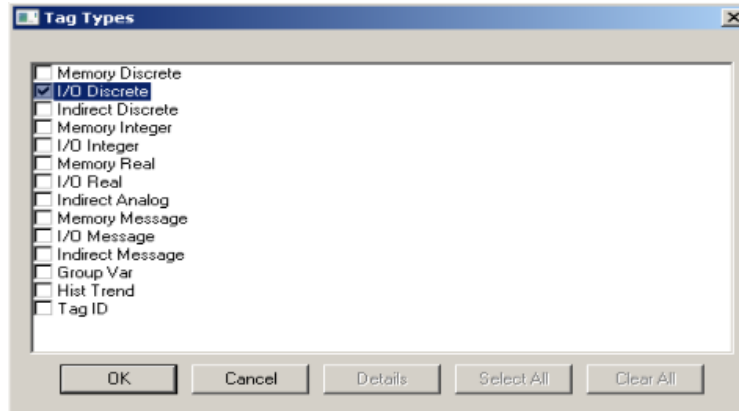 Tag Types
Memory Discrete
I/O Discrete
Indirect Discrete
Memory Integer
I/O Integer
Memory Real
I/O Real
Indirect Analog
Memory Message
I/O Message
Indirect Message
Group Var
Hist Trend
Tag ID
OK Cancel Details Select All Clear All